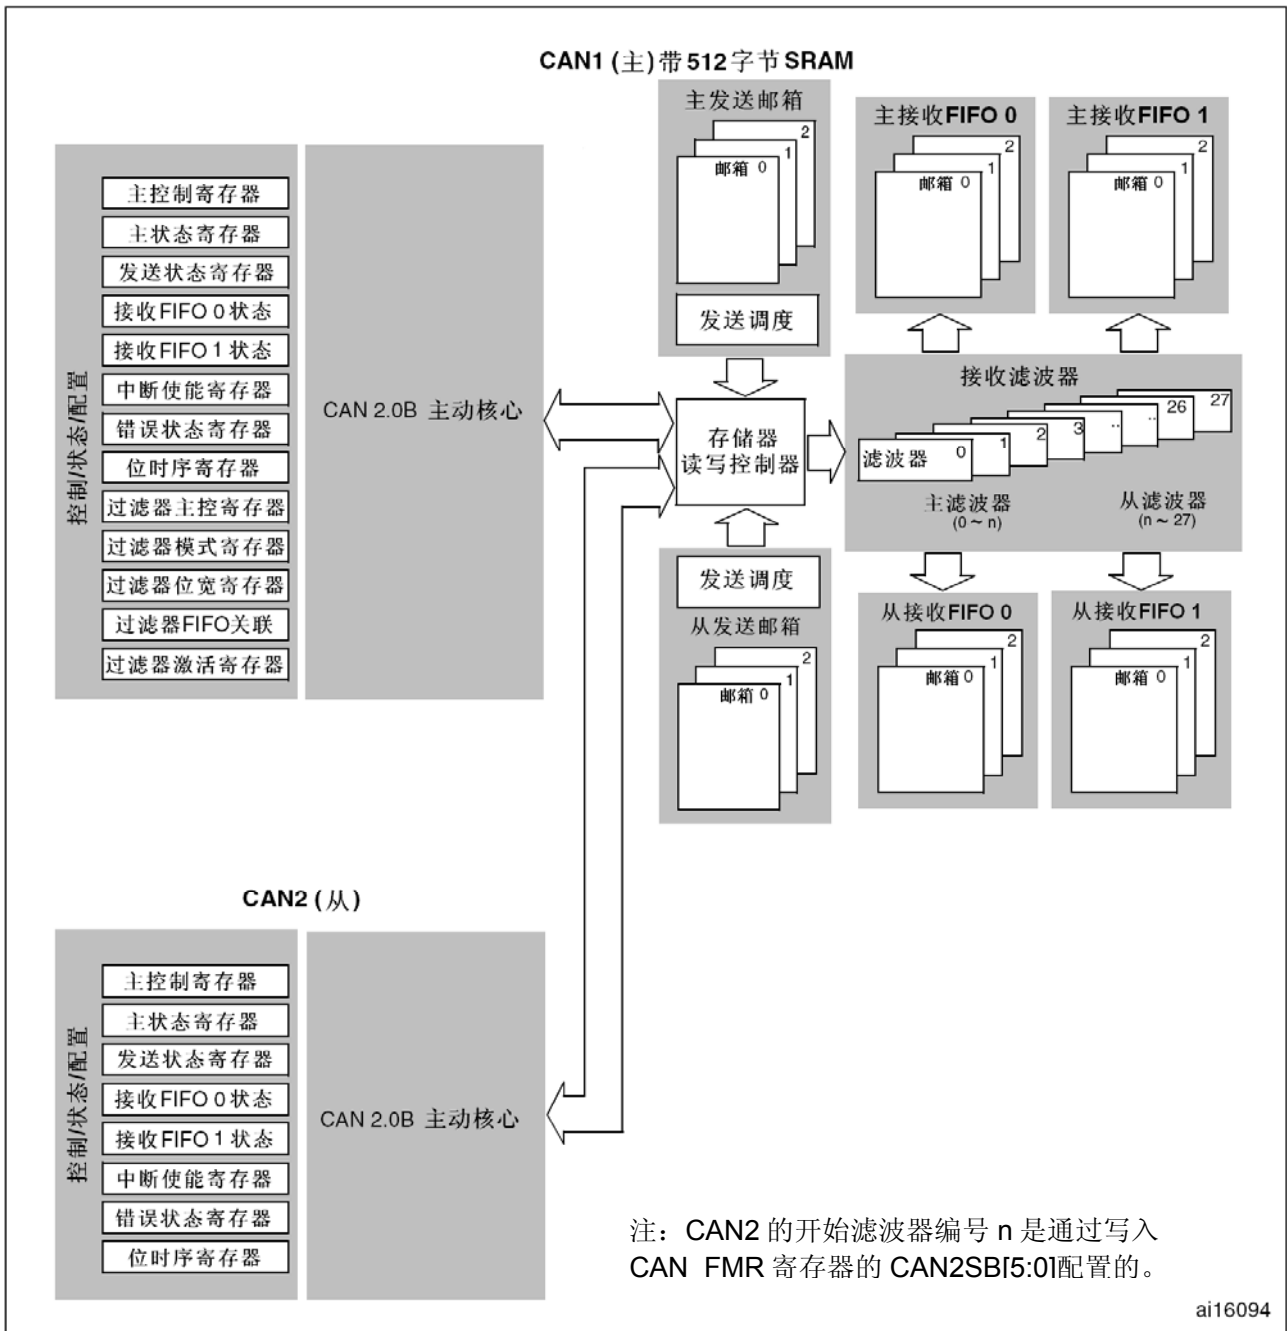 CAN1 (主)带512字节SRAM
主发送邮箱
2
1
邮箱 0
发送调度
主接收FIFO 0
2
1
邮箱 0
主接收FIFO 1
2
1
邮箱 0
控制/状态/配置
主控制寄存器
主状态寄存器
发送状态寄存器
接收FIFO 0状态
接收FIFO 1状态
中断使能寄存器
错误状态寄存器
位时序寄存器
过滤器主控寄存器
过滤器模式寄存器
过滤器位宽寄存器
过滤器FIFO关联
过滤器激活寄存器
CAN 2.0B 主动核心
存储器
读写控制器
接收滤波器
滤波器 0
1
2
3
..
..
26
27
主滤波器
(0 ~ n)
从滤波器
(n ~ 27)
发送调度
从发送邮箱
2
1
邮箱 0
从接收FIFO 0
2
1
邮箱 0
从接收FIFO 1
2
1
邮箱 0
CAN2 (从)
控制/状态/配置
主控制寄存器
主状态寄存器
发送状态寄存器
接收FIFO 0状态
接收FIFO 1状态
中断使能寄存器
错误状态寄存器
位时序寄存器
CAN 2.0B 主动核心
注：CAN2 的开始滤波器编号 n 是通过写入
CAN_FMR 寄存器的 CAN2SB[5:0]配置的。
ai16094